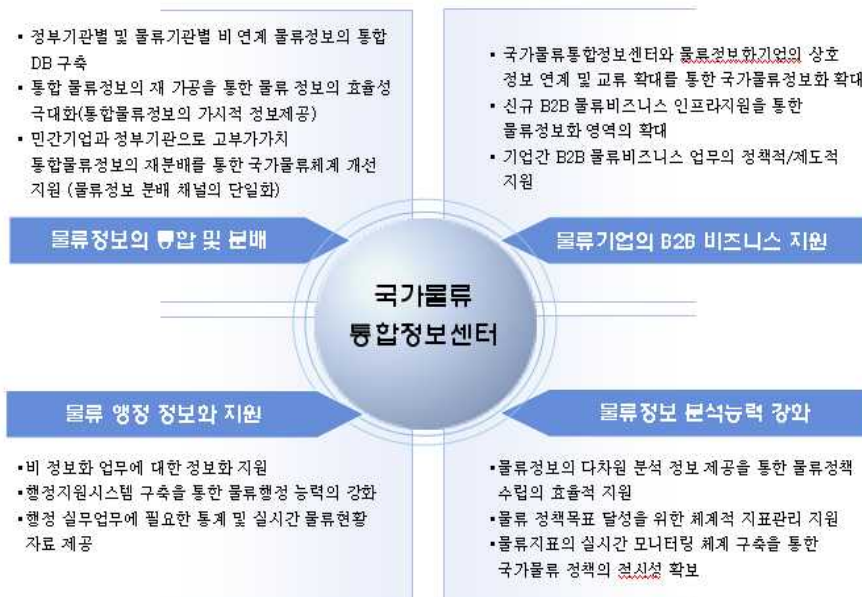 ▪ 정부기관별 및 물류기관별 비 연계 물류정보의 통합
DB 구축
▪ 통합 물류정보의 재 가공을 통한 물류 정보의 효율성
극대화(통합물류정보의 가시적 정보제공)
▪ 민간기업과 정부기관으로 고부가가치
통합물류정보의 재분배를 통한 국가물류체계 개선
지원 (물류정보 분배 채널의 단일화)
물류정보의 통합 및 분배
▪ 국가물류통합정보센터와 물류정보화기업의 상호
정보 연계 및 교류 확대를 통한 국가물류정보화 확대
▪ 신규 B2B 물류비즈니스 인프라지원을 통한
물류정보화 영역의 확대
▪ 기업간 B2B 물류비즈니스 업무의 정책적/제도적
지원
물류기업의 B2B 비즈니스 지원
국가물류
통합정보센터
물류 행정 정보화 지원
▪비 정보화 업무에 대한 정보화 지원
▪행정지원시스템 구축을 통한 물류행정 능력의 강화
▪행정 실무업무에 필요한 통계 및 실시간 물류현황
자료 제공
물류정보 분석능력 강화
▪물류정보의 다차원 분석 정보 제공을 통한 물류정책
수립의 효율적 지원
▪물류 정책목표 달성을 위한 체계적 지표관리 지원
▪물류지표의 실시간 모니터링 체계 구축을 통한
국가물류 정책의 적시성 확보